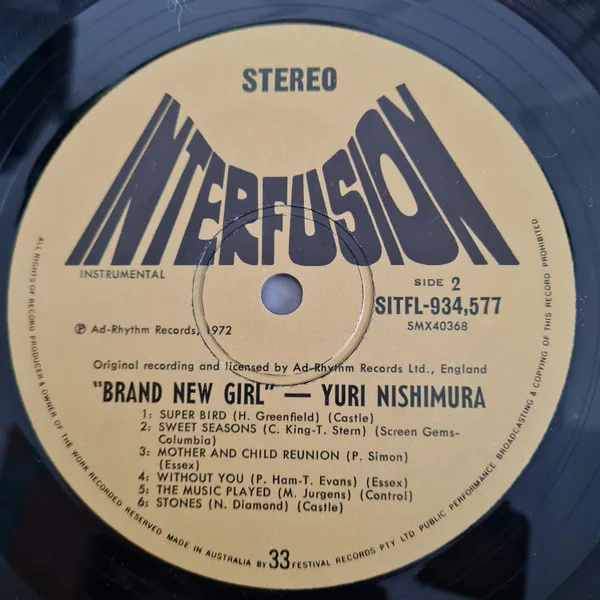 STEREO
INTERFUSION
INSTRUMENTAL
SIDE 2
SITFL-934,577
SMX40368
Ⓟ Ad-Rhythm Records, 1972
Original recording and licensed by Ad-Rhythm Records Ltd., England
"BRAND NEW GIRL" — YURI NISHIMURA
1: SUPER BIRD (H. Greenfield) (Castle)
2: SWEET SEASONS (C. King-T. Stern) (Screen Gems-
Columbia)
3: MOTHER AND CHILD REUNION (P. Simon)
(Essex)
4: WITHOUT YOU (P. Ham-T. Evans) (Essex)
5: THE MUSIC PLAYED (M. Jurgens) (Control)
6: STONES (N. Diamond) (Castle)
ALL RIGHTS OF RECORD PRODUCER & OWNER OF THE WORK RECORDED RESERVED MADE IN AUSTRALIA BY 33 FESTIVAL RECORDS PTY LTD PUBLIC PERFORMANCE BROADCASTING & COPYING OF THIS RECORD PROHIBITED